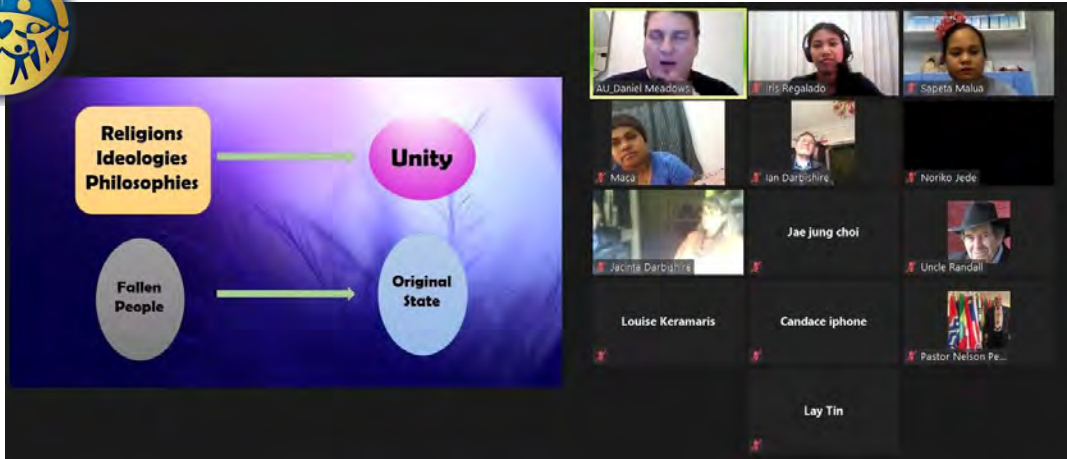 Religions
Ideologies
Philosophies
Unity
Fallen
People
Original
State
AU_Daniel Meadows
Iris Regalado
Sapeta Malua
Maca
Ian Darbishire
Noriko Jede
Jacinta Darbishire
Jae jung choi
Uncle Randall
Louise Keramaris
Candace iphone
Pastor Nelson Pe...
Lay Tin